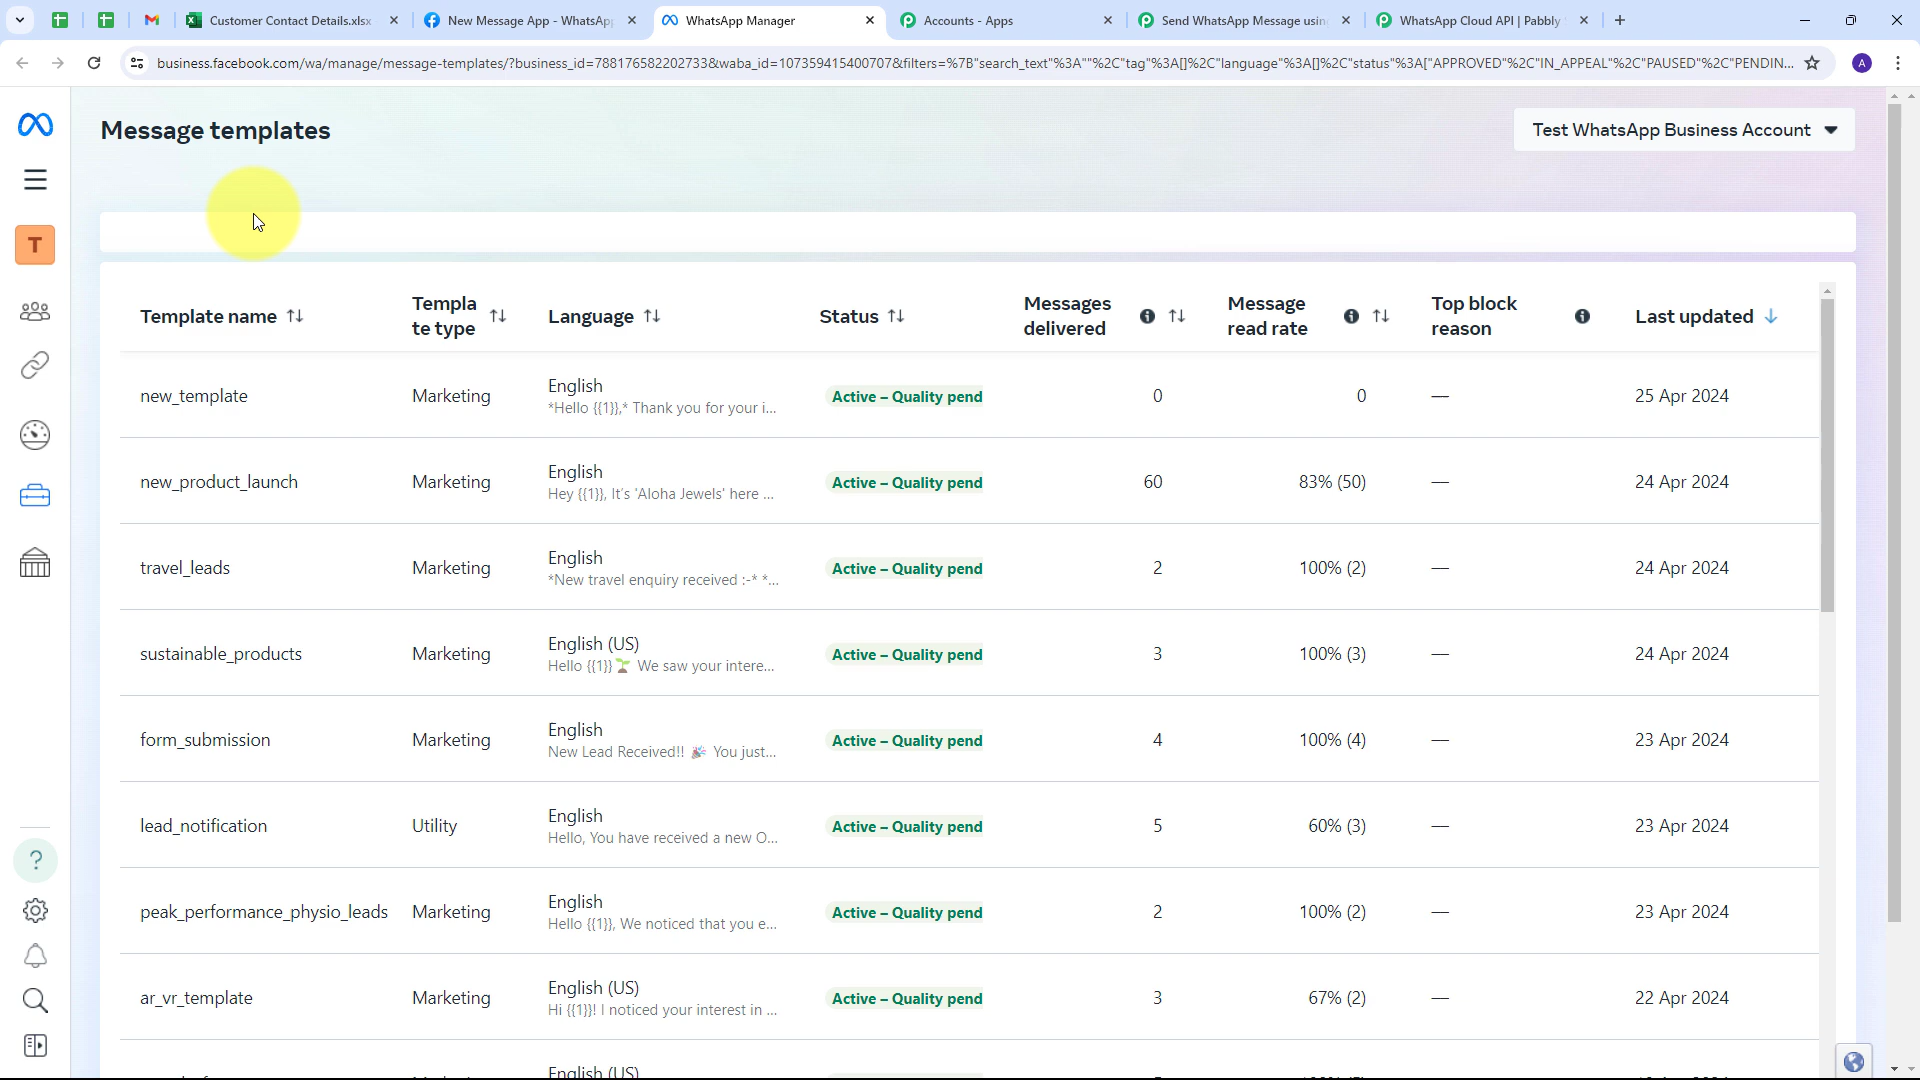 Customer Contact Details.xlsx
New Message App - WhatsApp
WhatsApp Manager
Accounts - Apps
Send WhatsApp Message usin
WhatsApp Cloud API | Pabbly
business.facebook.com/wa/manage/message-templates/?business_id=788176582202733&waba_id=107359415400707&filters=%7B"search_text"%3A""%2C"tag"%3A[]%2C"language"%3A[]%2C"status"%3A["APPROVED"%2C"IN_APPEAL"%2C"PAUSED"%2C"PENDIN...
A
Message templates
Test WhatsApp Business Account
T
Template name
Templa
te type
Language
Status
Messages
delivered
Message
read rate
Top block
reason
Last updated
new_template
Marketing
English
*Hello {{1}},* Thank you for your i...
Active – Quality pend
0
0
—
25 Apr 2024
new_product_launch
Marketing
English
Hey {{1}}, It's 'Aloha Jewels' here ...
Active – Quality pend
60
83% (50)
—
24 Apr 2024
travel_leads
Marketing
English
*New travel enquiry received :-* *...
Active – Quality pend
2
100% (2)
—
24 Apr 2024
sustainable_products
Marketing
English (US)
Hello {{1}}🌱 We saw your intere...
Active – Quality pend
3
100% (3)
—
24 Apr 2024
form_submission
Marketing
English
New Lead Received!! 🎉 You just...
Active – Quality pend
4
100% (4)
—
23 Apr 2024
lead_notification
Utility
English
Hello, You have received a new O...
Active – Quality pend
5
60% (3)
—
23 Apr 2024
peak_performance_physio_leads
Marketing
English
Hello {{1}}, We noticed that you e...
Active – Quality pend
2
100% (2)
—
23 Apr 2024
ar_vr_template
Marketing
English (US)
Hi {{1}}! I noticed your interest in ...
Active – Quality pend
3
67% (2)
—
22 Apr 2024
English (US)